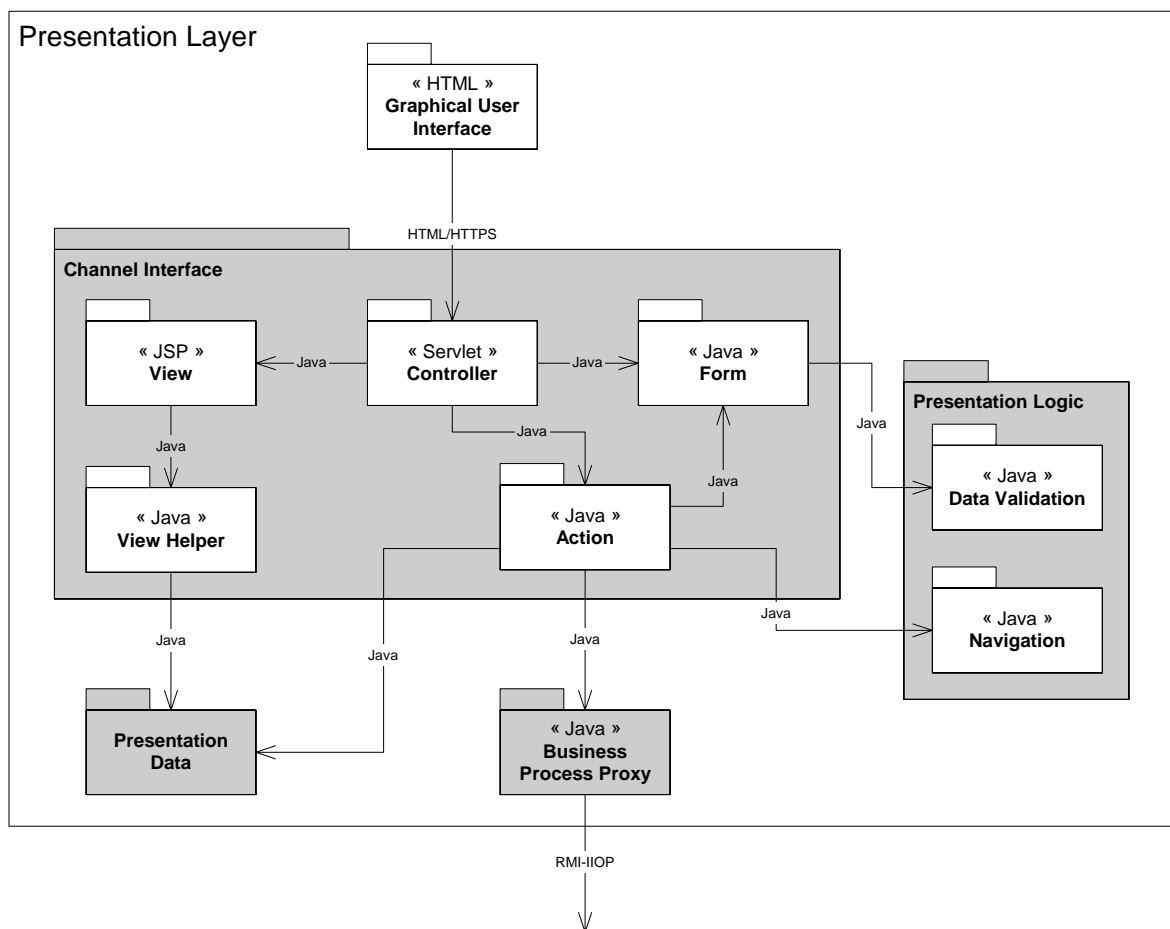 Presentation Layer
« HTML »
Graphical User
Interface
HTML/HTTPS
Channel Interface
« JSP »
View
Java
« Servlet »
Controller
Java
« Java »
Form
Java
Presentation Logic
Java
Java
« Java »
Data Validation
« Java »
View Helper
« Java »
Action
Java
« Java »
Navigation
Java
Java
Java
Java
Presentation
Data
« Java »
Business
Process Proxy
RMI-IIOP